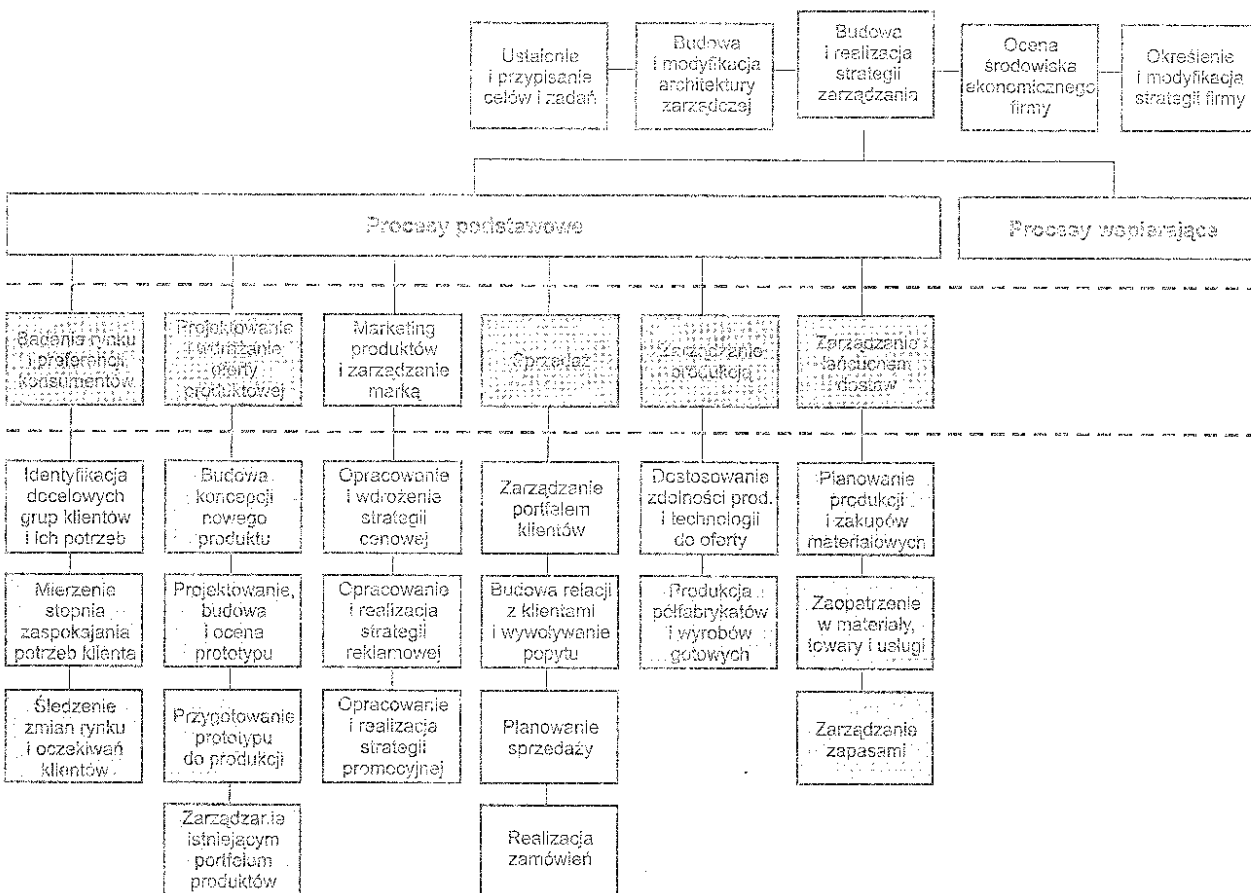 Ustalenie
i przypisanie
celów i zadań
Budowa
i modyfikacja
architektury
zarządczej
Budowa
i realizacja
strategii
zarządzania
Ocena
środowiska
ekonomicznego
firmy
Określenie
i modyfikacja
strategii firmy
Procesy podstawowe
Procesy wspierające
Badania rynku
i preferencji
konsumentów
Projektowanie
i wdrażanie
oferty
produktowej
Marketing
produktów
i zarządzanie
marką
Sprzedaż
Zarządzanie
produkcją
Zarządzanie
łańcuchem
dostaw
Identyfikacja
docelowych
grup klientów
i ich potrzeb
Budowa
koncepcji
nowego
produktu
Opracowanie
i wdrożenie
strategii
cenowej
Zarządzanie
portfelem
klientów
Dostosowanie
zdolności prod.
i technologii
do oferty
Planowanie
produkcji
i zakupów
materiałowych
Mierzenie
stopnia
zaspokajania
potrzeb klienta
Projektowanie,
budowa
i ocena
prototypu
Opracowanie
i realizacja
strategii
reklamowej
Budowa relacji
z klientami
i wywoływanie
popytu
Produkcja
półfabrykatów
i wyrobów
gotowych
Zaopatrzenie
w materiały,
towary i usługi
Śledzenie
zmian rynku
i oczekiwań
klientów
Przygotowanie
prototypu
do produkcji
Opracowanie
i realizacja
strategii
promocyjnej
Planowanie
sprzedaży
Zarządzanie
zapasami
Zarządzanie
istniejącym
portfelem
produktów
Realizacja
zamówień